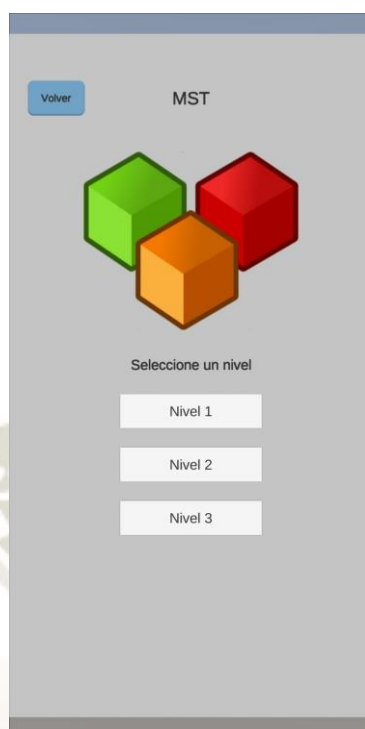 Volver
MST
Seleccione un nivel
Nivel 1
Nivel 2
Nivel 3